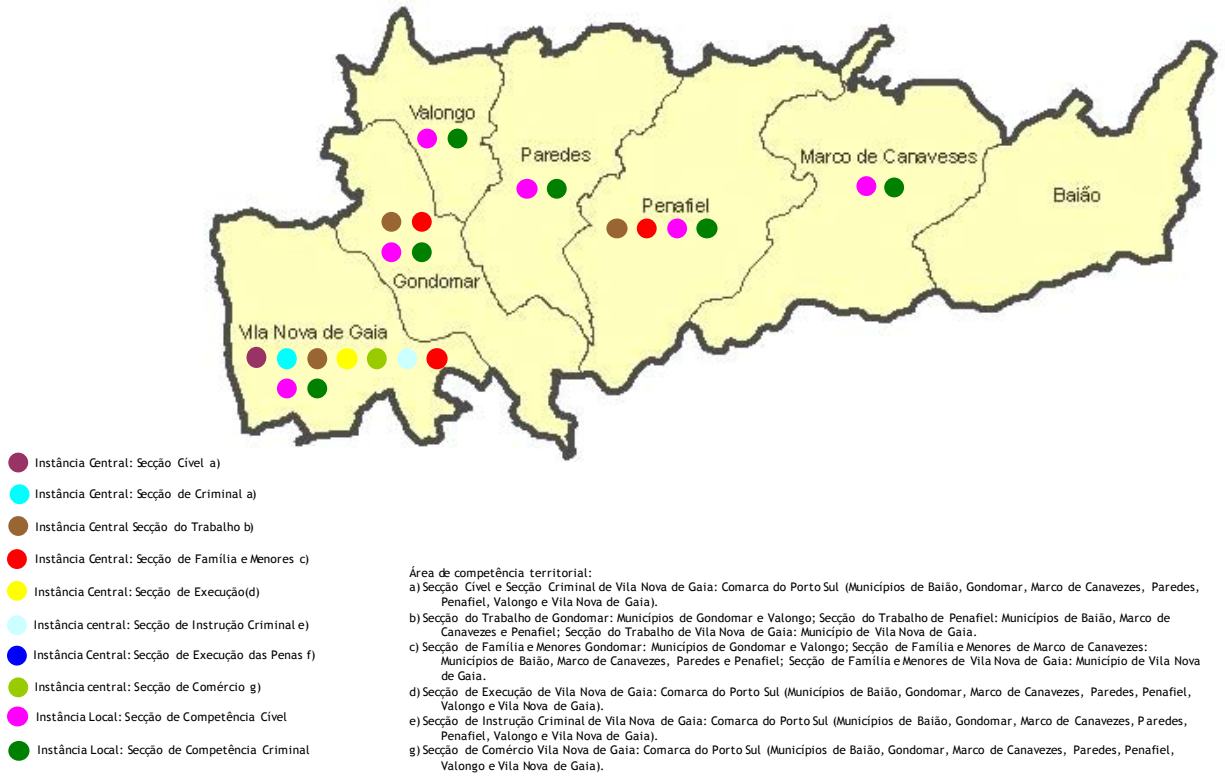 Valongo
Paredes
Marco de Canaveses
Baião
Penafiel
Gondomar
Vila Nova de Gaia
Instância Central: Secção Cível a)
Instância Central: Secção de Criminal a)
Instância Central Secção do Trabalho b)
Instância Central: Secção de Família e Menores c)
Instância Central: Secção de Execução(d)
Instância central: Secção de Instrução Criminal e)
Instância Central: Secção de Execução das Penas f)
Instância central: Secção de Comércio g)
Instância Local: Secção de Competência Cível
Instância Local: Secção de Competência Criminal
Área de competência territorial:
a) Secção Cível e Secção Criminal de Vila Nova de Gaia: Comarca do Porto Sul (Municípios de Baião, Gondomar, Marco de Canavezes, Paredes,
Penafiel, Valongo e Vila Nova de Gaia).
b) Secção do Trabalho de Gondomar: Municípios de Gondomar e Valongo; Secção do Trabalho de Penafiel: Municípios de Baião, Marco de
Canavezes e Penafiel; Secção do Trabalho de Vila Nova de Gaia: Município de Vila Nova de Gaia.
c) Secção de Família e Menores Gondomar: Municípios de Gondomar e Valongo; Secção de Família e Menores de Marco de Canavezes:
Municípios de Baião, Marco de Canavezes, Paredes e Penafiel; Secção de Família e Menores de Vila Nova de Gaia: Município de Vila Nova
de Gaia.
d) Secção de Execução de Vila Nova de Gaia: Comarca do Porto Sul (Municípios de Baião, Gondomar, Marco de Canavezes, Paredes, Penafiel,
Valongo e Vila Nova de Gaia).
e) Secção de Instrução Criminal de Vila Nova de Gaia: Comarca do Porto Sul (Municípios de Baião, Gondomar, Marco de Canavezes, Paredes,
Penafiel, Valongo e Vila Nova de Gaia).
g) Secção de Comércio Vila Nova de Gaia: Comarca do Porto Sul (Municípios de Baião, Gondomar, Marco de Canavezes, Paredes, Penafiel,
Valongo e Vila Nova de Gaia).